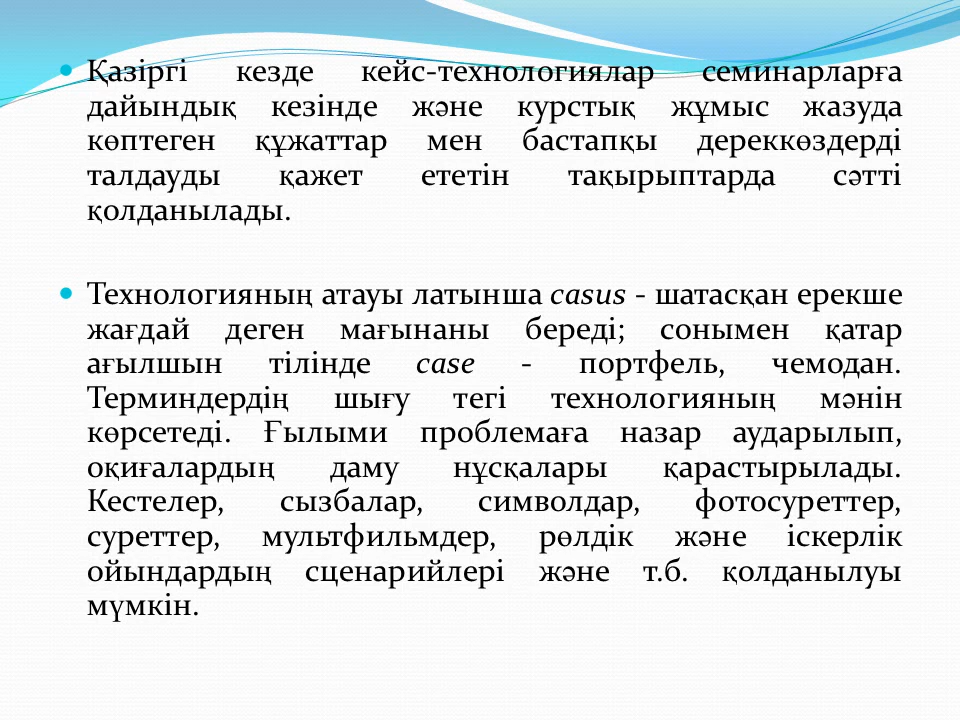 Қазіргі кезде кейс-технологиялар семинарларға
дайындық кезінде және курстық жұмыс жазуда
көптеген құжаттар мен бастапқы дереккөздерді
талдауды қажет ететін тақырыптарда сәтті
қолданылады.
Технологияның атауы латынша casus - шатасқан ерекше
жағдай деген мағынаны береді; сонымен қатар
ағылшын тілінде case - портфель, чемодан.
Терминдердің шығу тегі технологияның мәнін
көрсетеді. Ғылыми проблемаға назар аударылып,
оқиғалардың даму нұсқалары қарастырылады.
Кестелер, сызбалар, символдар, фотосуреттер,
суреттер, мультфильмдер, рөлдік және іскерлік
ойындардың сценарийлері және т.б. қолданылуы
мүмкін.